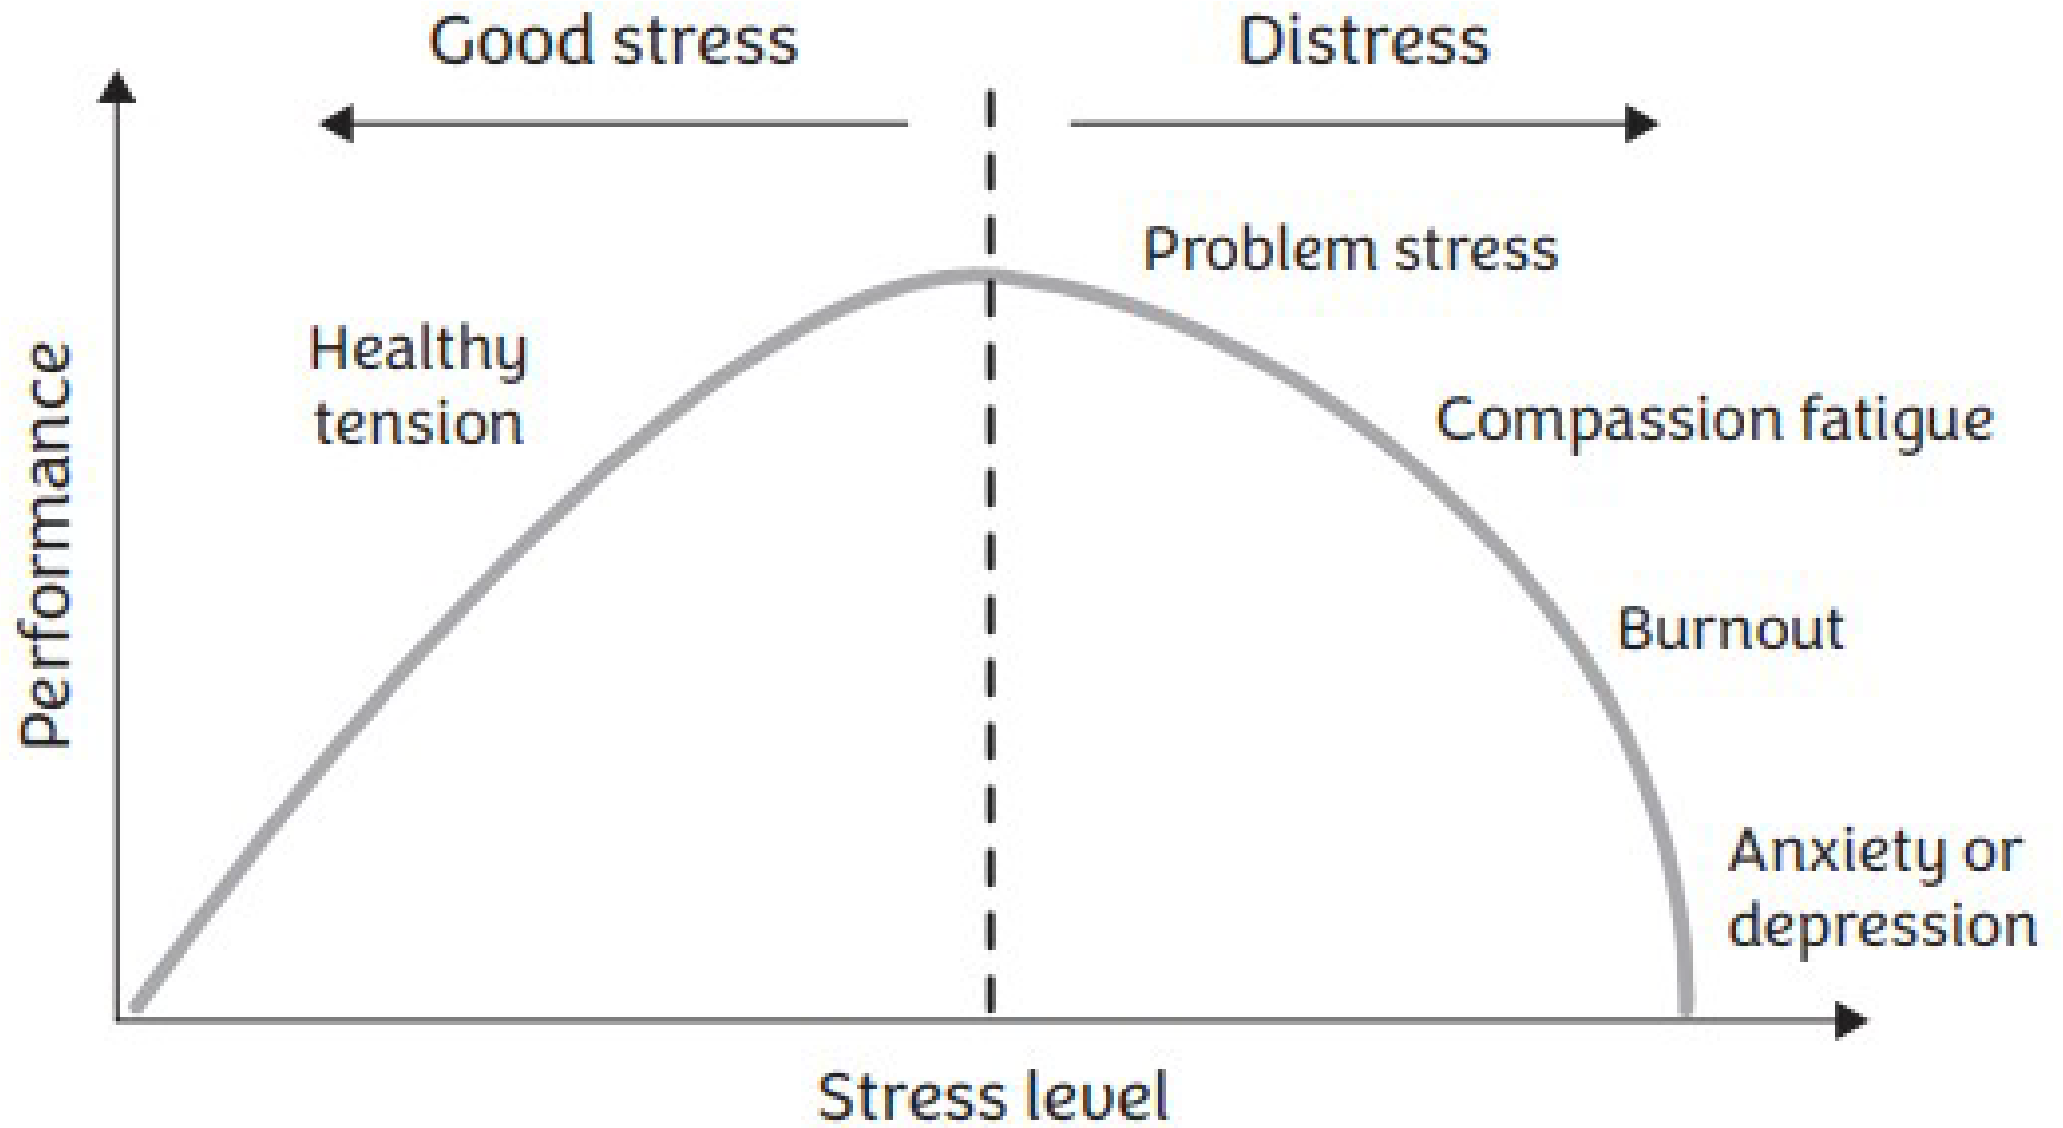 Good stress
Distress
Problem stress
Healthy
tension
Compassion fatigue
Burnout
Anxiety or
depression
Performance
Stress level